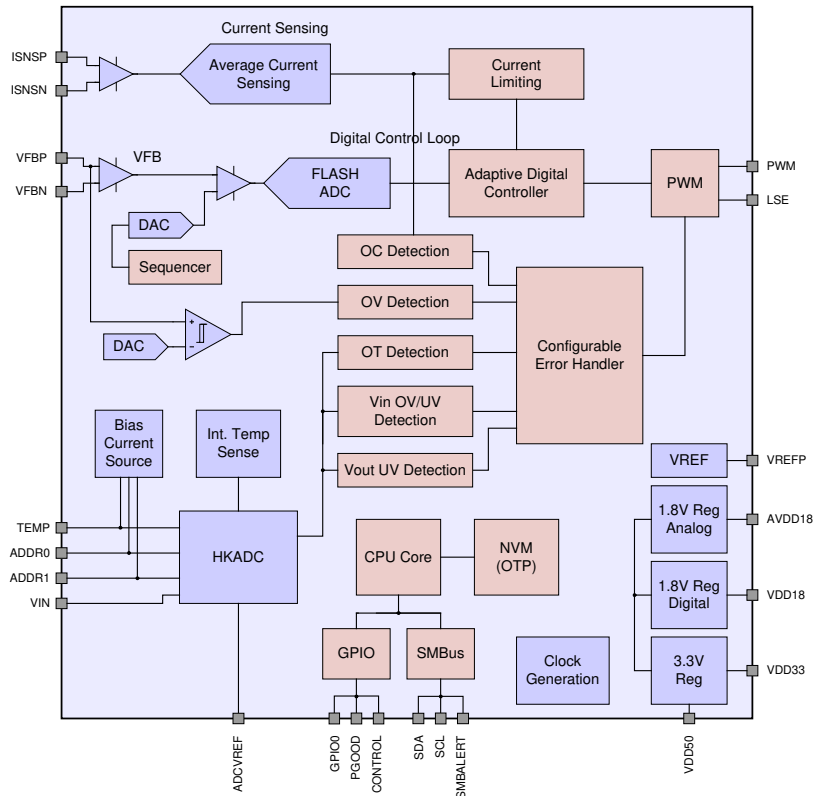 Current Sensing
ISNSP
ISNSN
Average Current
Sensing
Current
Limiting
Digital Control Loop
VFBP
VFBN
VFB
FLASH
ADC
Adaptive Digital
Controller
PWM
PWM
LSE
DAC
Sequencer
OC Detection
OV Detection
+
-
DAC
OT Detection
Configurable
Error Handler
Vin OV/UV
Detection
Vout UV Detection
Bias
Current
Source
Int. Temp
Sense
VREF
VREFP
TEMP
ADDR0
ADDR1
VIN
HKADC
CPU Core
NVM
(OTP)
1.8V Reg
Analog
AVDD18
1.8V Reg
Digital
VDD18
GPIO
SMBus
Clock
Generation
3.3V
Reg
VDD33
ADCVREF
GPIO0
PGOOD
CONTROL
SDA
SCL
SMBALERT
VDD50